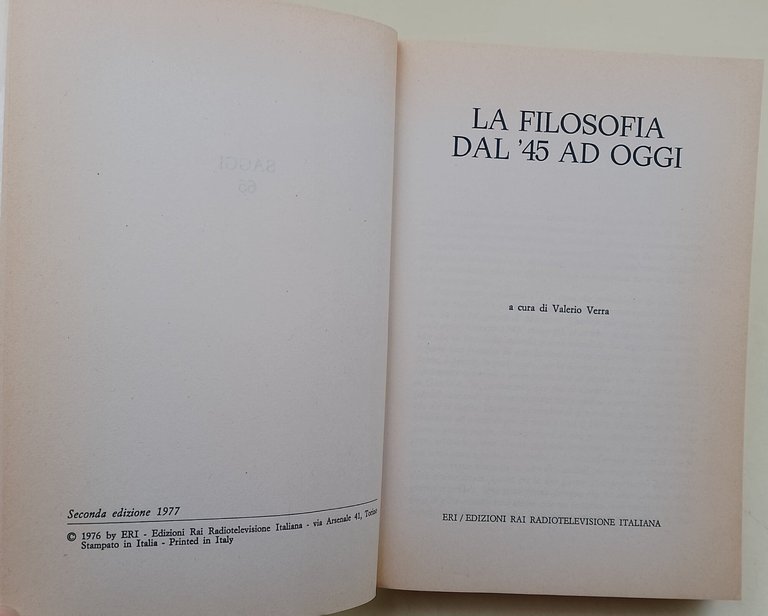 Seconda edizione 1977
© 1976 by ERI - Edizioni Rai Radiotelevisione Italiana - via Arsenale 41, Torino
Stampato in Italia - Printed in Italy
LA FILOSOFIA
DAL '45 AD OGGI
a cura di Valerio Verra
ERI / EDIZIONI RAI RADIOTELEVISIONE ITALIANA